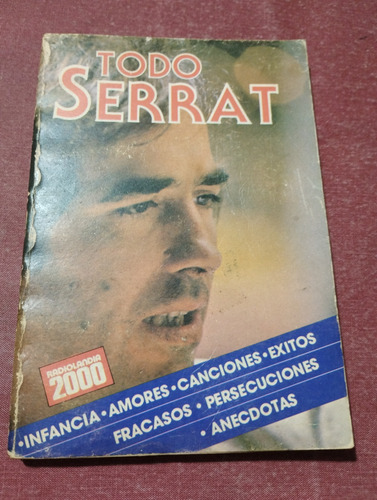 TODO
SERRAT
RADIOLANDIA
2000
• INFANCIA • AMORES • CANCIONES • EXITOS
FRACASOS • PERSECUCIONES
• ANECDOTAS